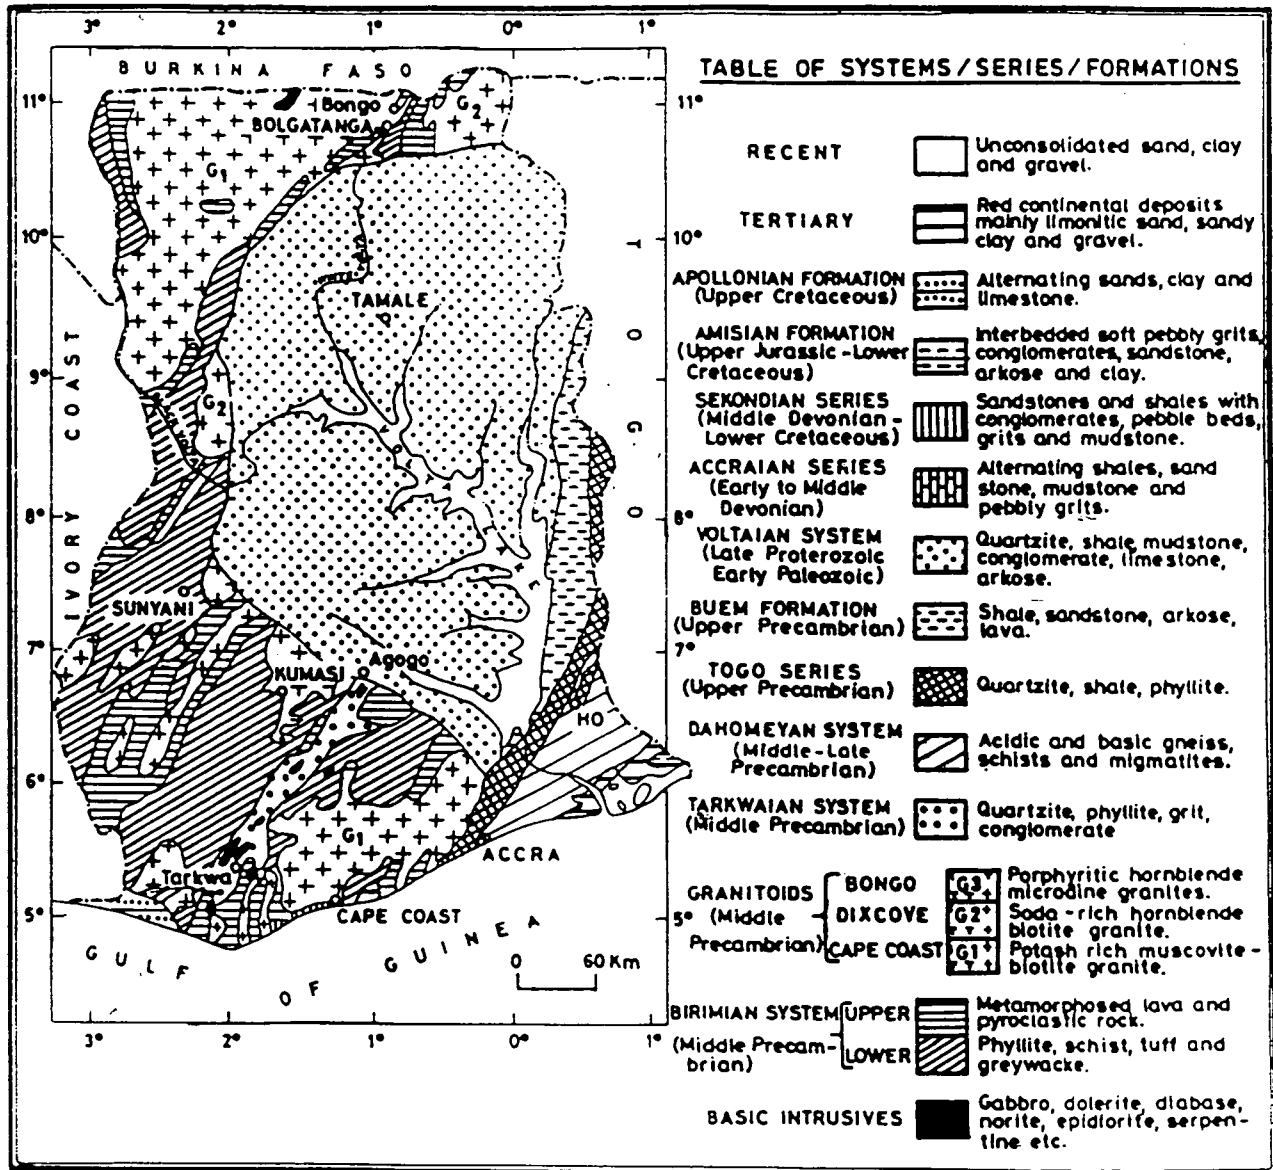 3° 2° 1° 0° 1°
BURKINA FASO
11° 11°
Bongo
G2
BOLGATANGA
G1
10° 10°
TAMALE
TOGO
IVORY COAST
9° 9°
G2
8° 8°
SUNYANI
7° 7°
Agogo
KUMASI
HO
6° 6°
G1
ACCRA
Tarkwa
5° 5°
CAPE COAST
GULF OF GUINEA
0 60 Km
3° 2° 1° 0° 1°
TABLE OF SYSTEMS/SERIES/FORMATIONS
RECENT
Unconsolidated sand, clay
and gravel.
TERTIARY
Red continental deposits
mainly limonitic sand, sandy
clay and gravel.
APOLLONIAN FORMATION
(Upper Cretaceous)
Alternating sands, clay and
limestone.
AMISIAN FORMATION
(Upper Jurassic-Lower
Cretaceous)
Interbedded soft pebbly grits,
conglomerates, sandstone,
arkose and clay.
SEKONDIAN SERIES
(Middle Devonian-
Lower Cretaceous)
Sandstones and shales with
conglomerates, pebble beds,
grits and mudstone.
ACCRAIAN SERIES
(Early to Middle
Devonian)
Alternating shales, sand
stone, mudstone and
pebbly grits.
VOLTAIAN SYSTEM
(Late Proterozoic
Early Paleozoic)
Quartzite, shale, mudstone,
conglomerate, limestone,
arkose.
BUEM FORMATION
(Upper Precambrian)
Shale, sandstone, arkose,
lava.
TOGO SERIES
(Upper Precambrian)
Quartzite, shale, phyllite.
DAHOMEYAN SYSTEM
(Middle-Late
Precambrian)
Acidic and basic gneiss,
schists and migmatites.
TARKWAIAN SYSTEM
(Middle Precambrian)
Quartzite, phyllite, grit,
conglomerate
GRANITOIDS
(Middle
Precambrian)
BONGO
G3
Porphyritic hornblende
microcline granites.
DIXCOVE
G2
Soda-rich hornblende
biotite granite.
CAPE COAST
G1
Potash rich muscovite-
biotite granite.
BIRIMIAN SYSTEM
(Middle Precam-
brian)
UPPER
Metamorphosed lava and
pyroclastic rock.
LOWER
Phyllite, schist, tuff and
greywacke.
BASIC INTRUSIVES
Gabbro, dolerite, diabase,
norite, epidiorite, serpen-
tine etc.